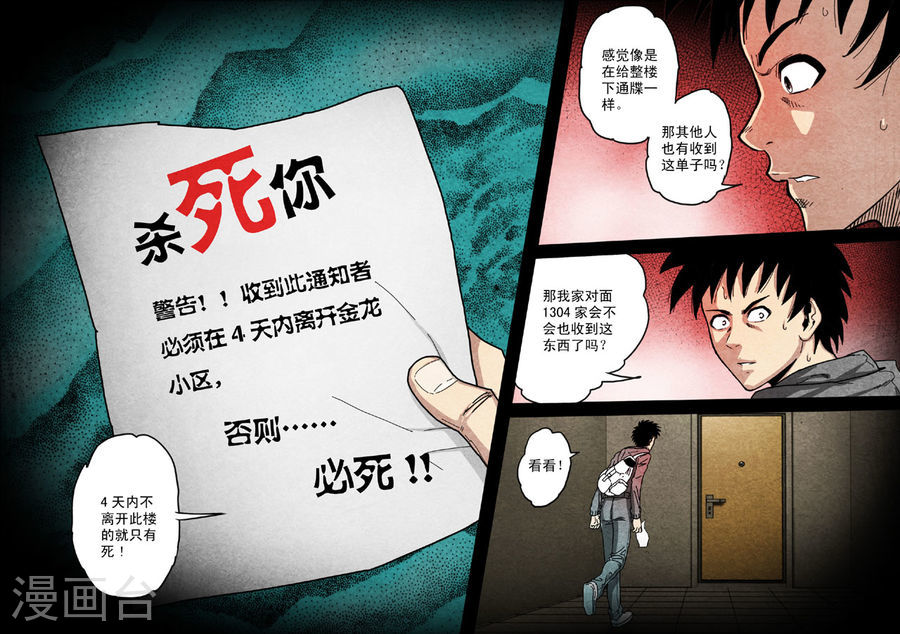 杀死你
警告！！收到此通知者
必须在4天内离开金龙
小区，
否则……
必死!!
4天内不
离开此楼
的就只有
死！
感觉像是
在给整楼
下通牒一
样。
那其他人
也有收到
这单子吗？
那我家对面
1304家会不
会也收到这
东西了吗？
看看！
漫画台